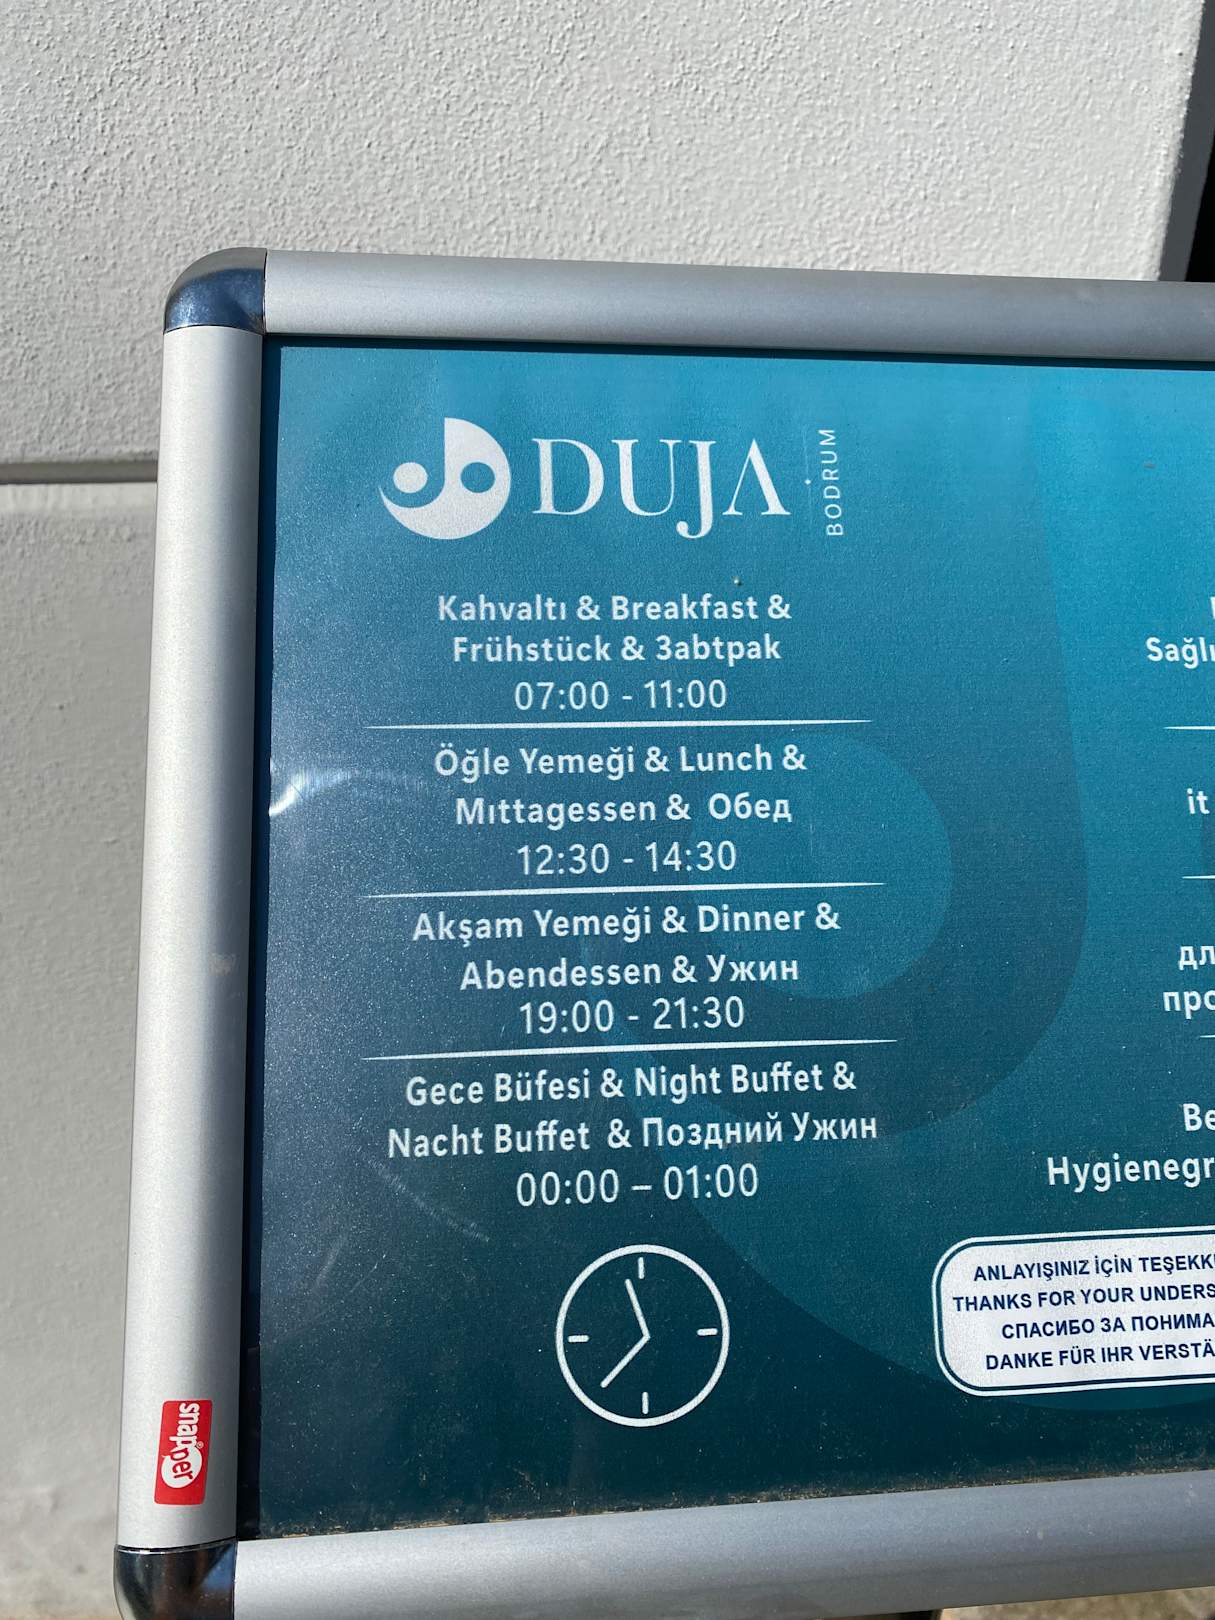 DUJA BODRUM
Kahvaltı & Breakfast &
Frühstück & Завtрак
07:00 - 11:00
Öğle Yemeği & Lunch &
Mıttagessen & Обед
12:30 - 14:30
Akşam Yemeği & Dinner &
Abendessen & Ужин
19:00 - 21:30
Gece Büfesi & Night Buffet &
Nacht Buffet & Поздний Ужин
00:00 – 01:00
Sağlı
it
дл
про
Be
Hygienegr
ANLAYIŞINIZ İÇİN TEŞEKK
THANKS FOR YOUR UNDERS
СПАСИБО ЗА ПОНИМА
DANKE FÜR IHR VERSTÄ
snapper